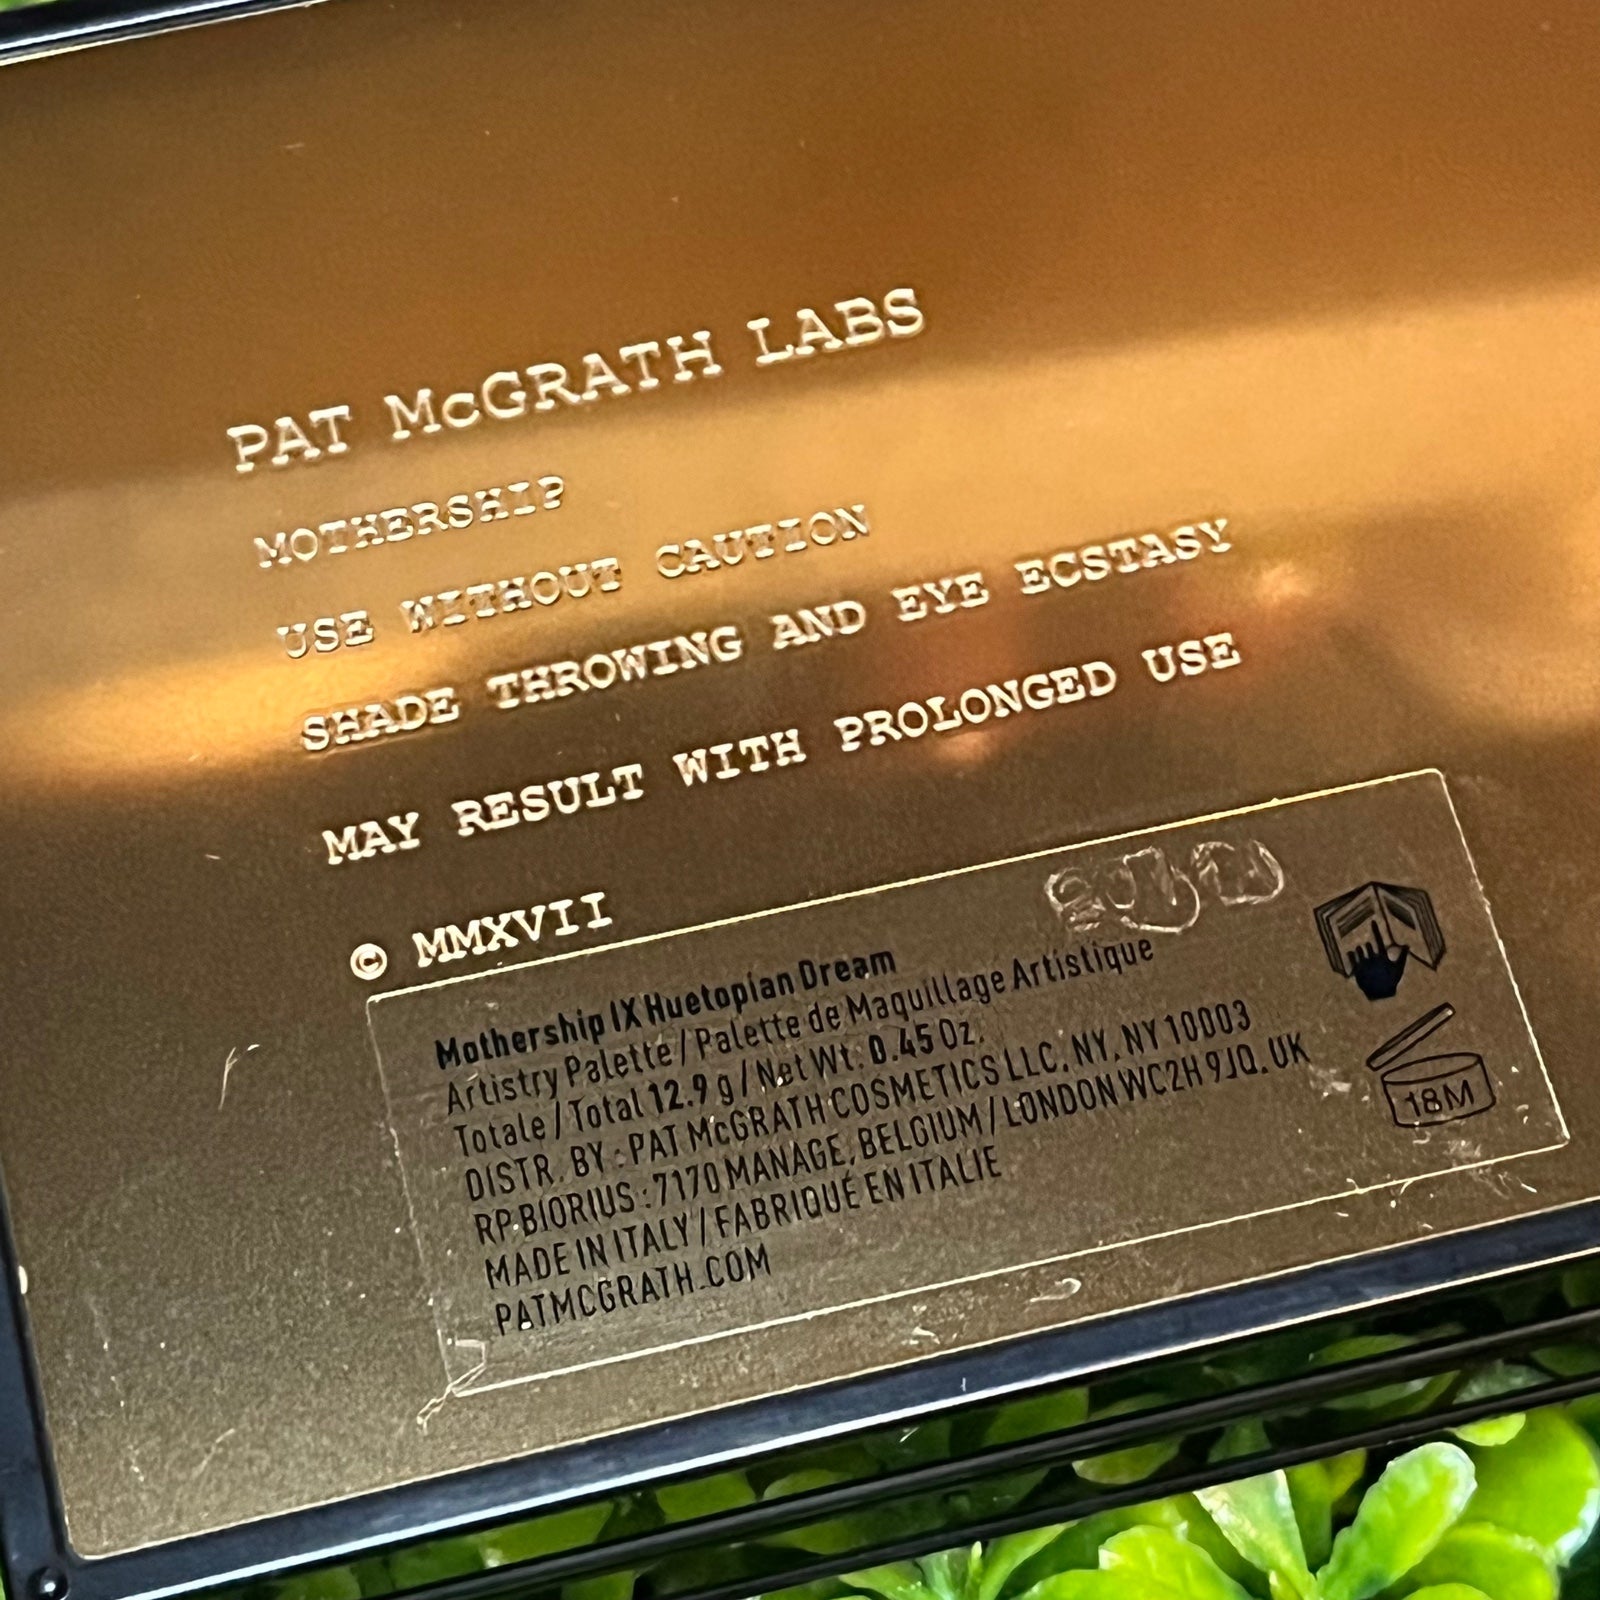 PAT McGRATH LABS
MOTHERSHIP
USE WITHOUT CAUTION
SHADE THROWING AND EYE ECSTASY
MAY RESULT WITH PROLONGED USE
© MMXVII
Mothership IX Huetopian Dream
Artistry Palette / Palette de Maquillage Artistique
Totale / Total 12.9 g / Net Wt. 0.45 Oz.
DISTR. BY : PAT McGRATH COSMETICS LLC. NY, NY 10003
RP: BIORIUS : 7170 MANAGE, BELGIUM / LONDON WC2H 9JQ, UK
MADE IN ITALY / FABRIQUÉ EN ITALIE
PATMCGRATH.COM
18M